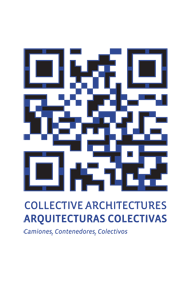 COLLECTIVE ARCHITECTURES
ARQUITECTURAS COLECTIVAS
Camiones, Contenedores, Colectivos